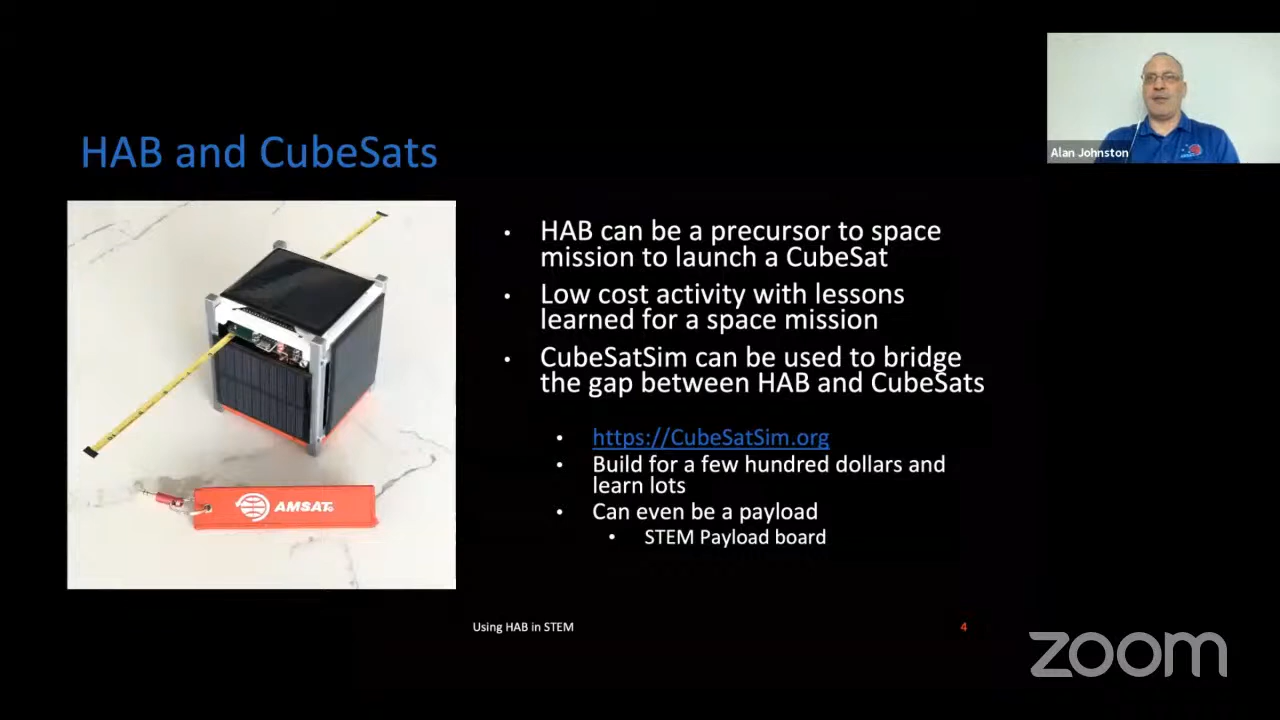 HAB and CubeSats
Alan Johnston
HAB can be a precursor to space
mission to launch a CubeSat
Low cost activity with lessons
learned for a space mission
CubeSatSim can be used to bridge
the gap between HAB and CubeSats
https://CubeSatSim.org
Build for a few hundred dollars and
learn lots
Can even be a payload
STEM Payload board
AMSAT
Using HAB in STEM
4
zoom